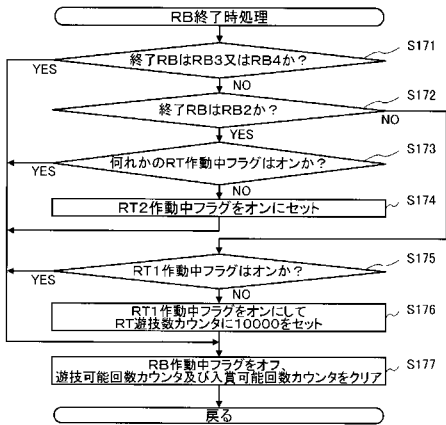 RB終了時処理
S171
終了RBはRB3又はRB4か?
YES
NO
S172
終了RBはRB2か?
NO
YES
S173
何れかのRT作動中フラグはオンか?
YES
NO
S174
RT2作動中フラグをオンにセット
S175
RT1作動中フラグはオンか?
YES
NO
S176
RT1作動中フラグをオンにして
RT遊技数カウンタに10000をセット
S177
RB作動中フラグをオフ、
遊技可能回数カウンタ及び入賞可能回数カウンタをクリア
戻る